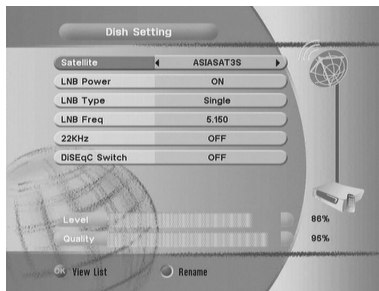 Dish Setting
Satellite ASIASAT3S
LNB Power ON
LNB Type Single
LNB Freq 5.150
22KHz OFF
DiSEqC Switch OFF
Level 86%
Quality 96%
OK View List Rename